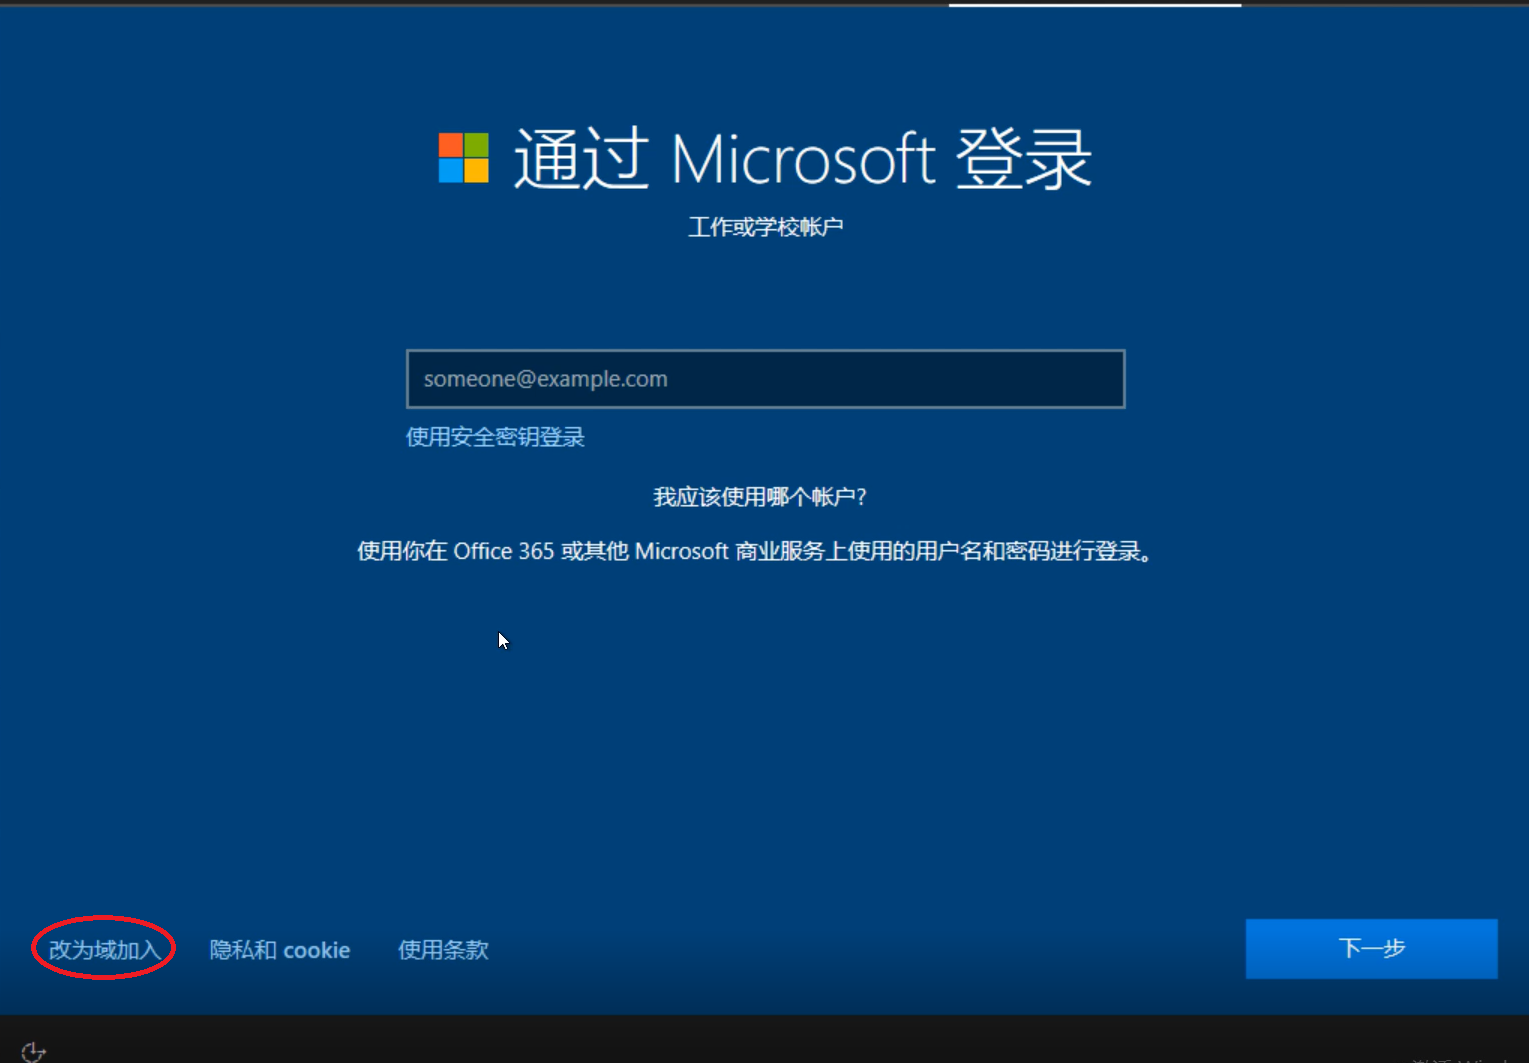 通过 Microsoft 登录
工作或学校帐户
someone@example.com
使用安全密钥登录
我应该使用哪个帐户?
使用你在 Office 365 或其他 Microsoft 商业服务上使用的用户名和密码进行登录。
改为域加入 隐私和 cookie 使用条款 下一步